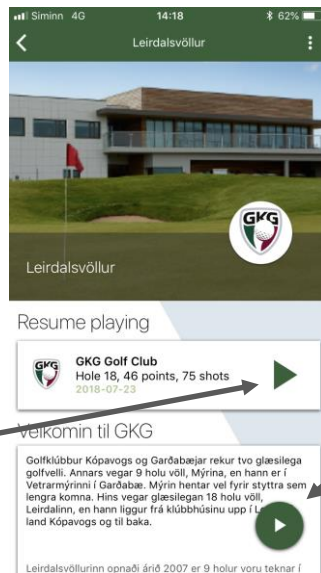 Siminn 4G 14:18 62%
Leirdalsvöllur
GKG
Leirdalsvöllur
Resume playing
GKG
GKG Golf Club
Hole 18, 46 points, 75 shots
2018-07-23
Velkomin til GKG
Golfklúbbur Kópavogs og Garðabæjar rekur tvo glæsilega
golfvelli. Annars vegar 9 holu völl, Mýrina, en hann er í
Vetrarmýrinni í Garðabæ. Mýrin hentar vel fyrir styttra sem
lengra komna. Hins vegar glæsilegan 18 holu völl,
Leirdalinn, en hann liggur frá klúbbhúsinu upp í
land Kópavogs og til baka.
Leirdalsvöllurinn opnaði árið 2007 er 9 holur voru teknar í